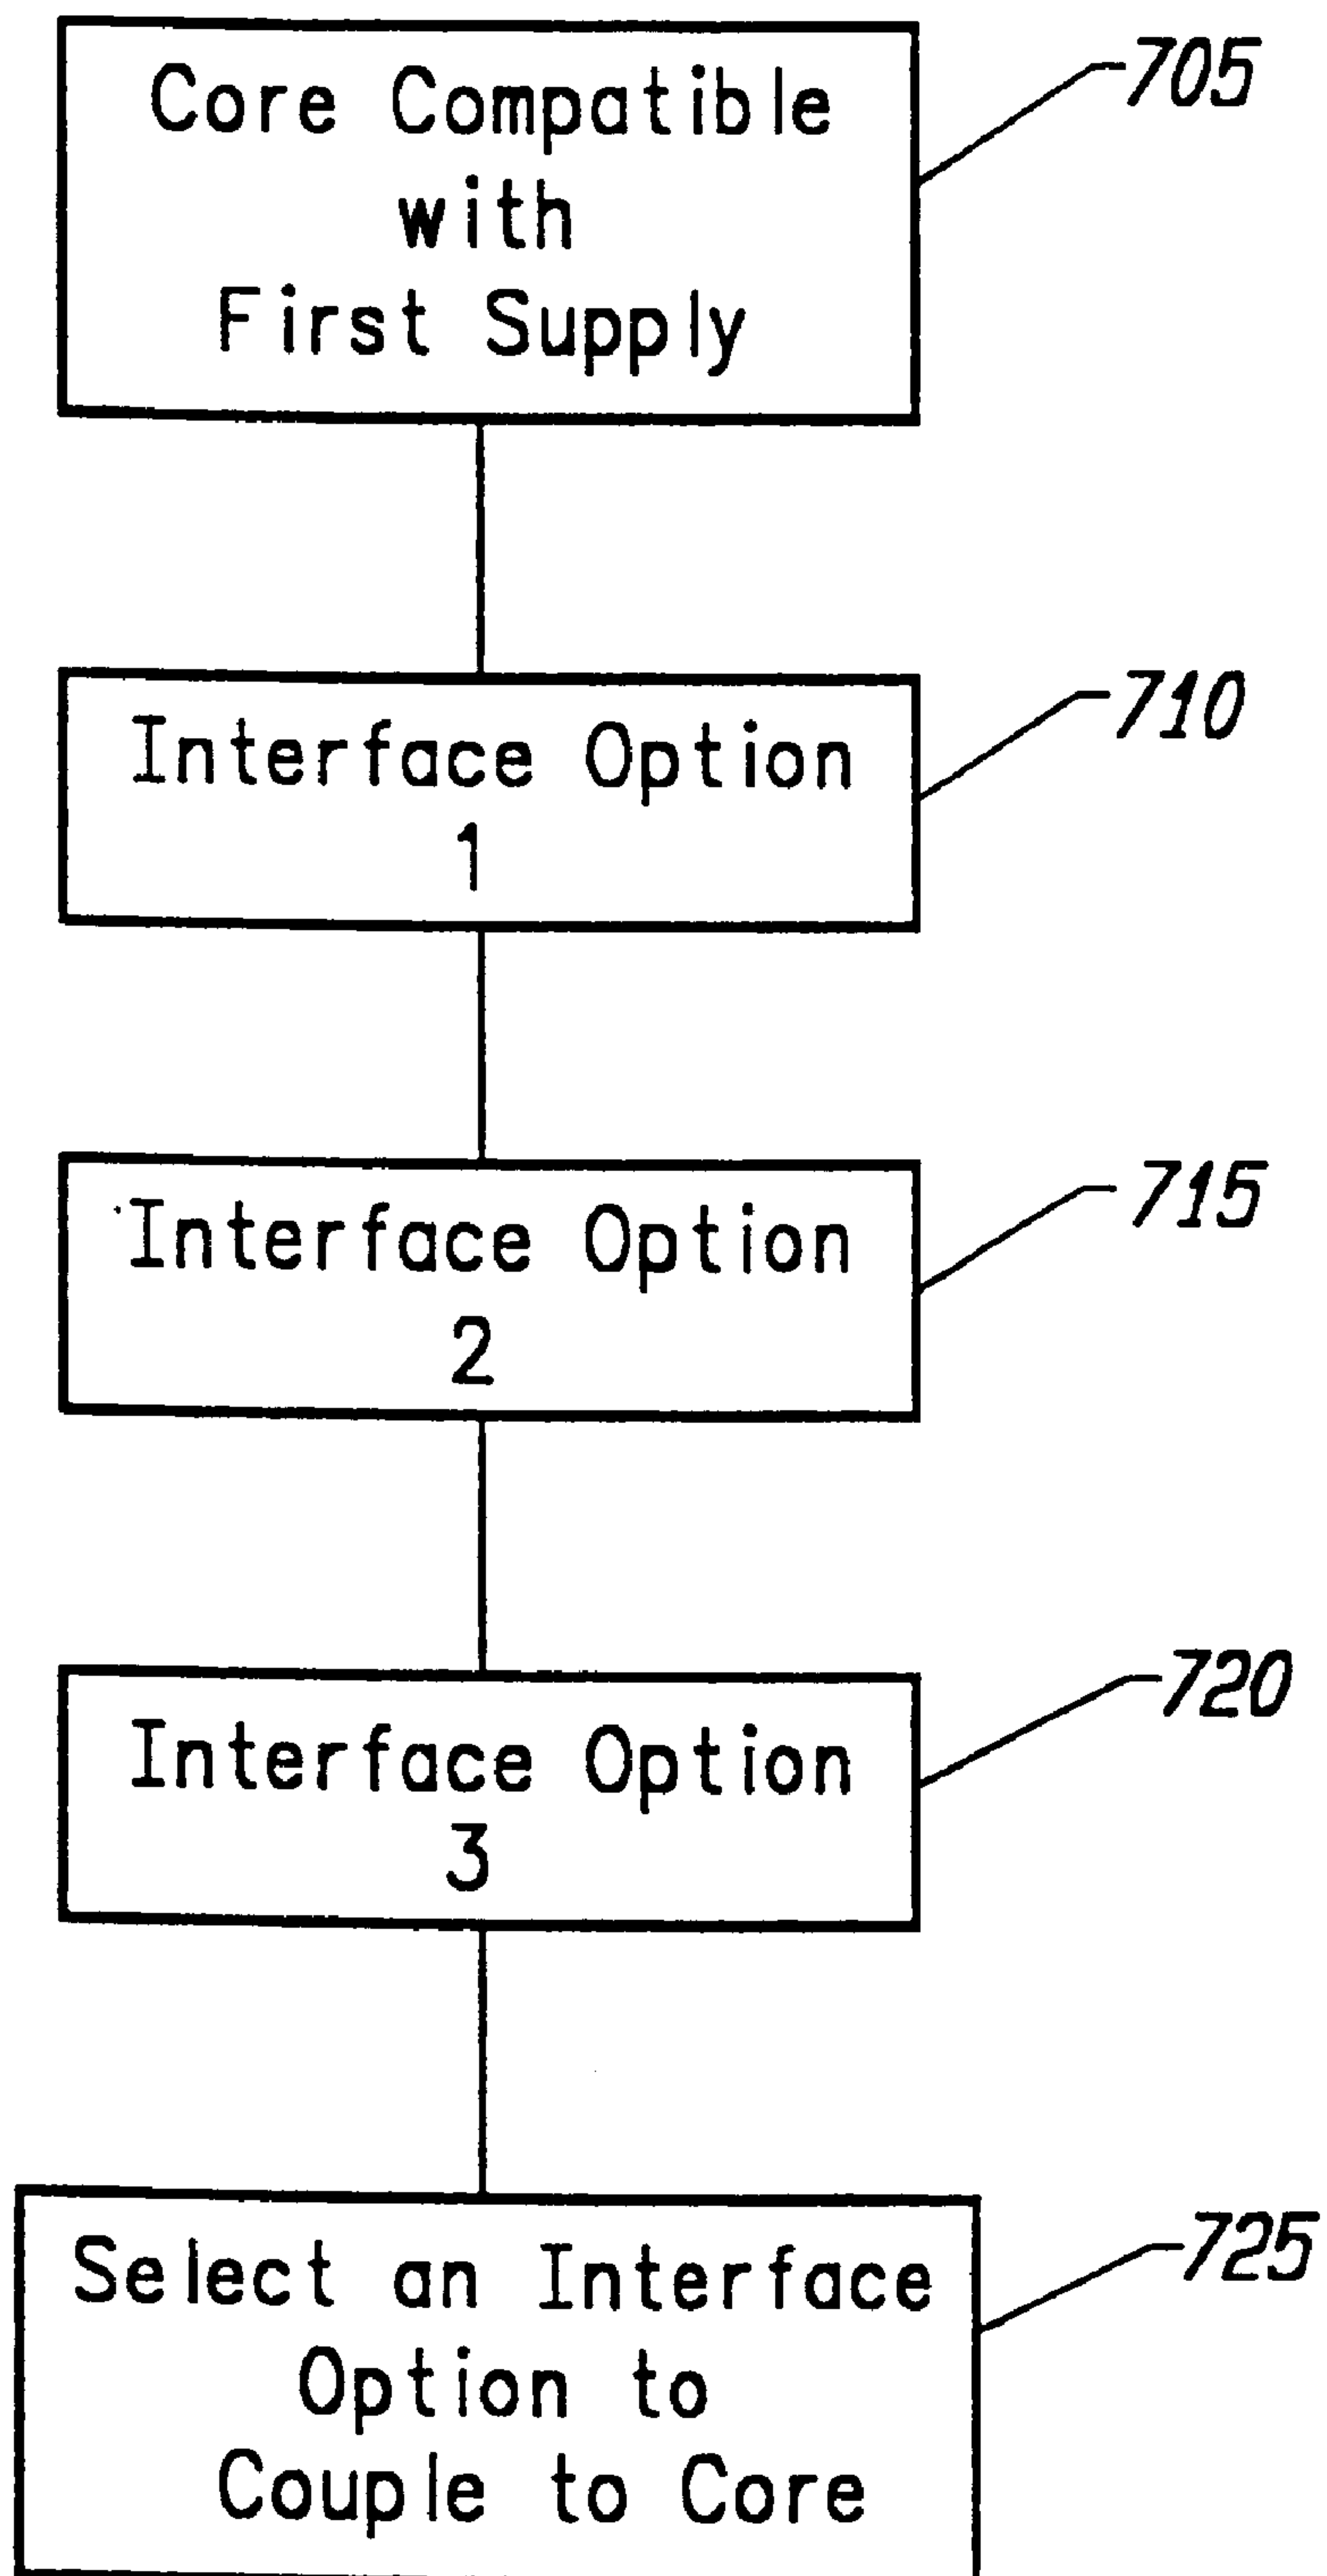 Core Compatible
with
First Supply
705
Interface Option
1
710
Interface Option
2
715
Interface Option
3
720
Select an Interface
Option to
Couple to Core
725